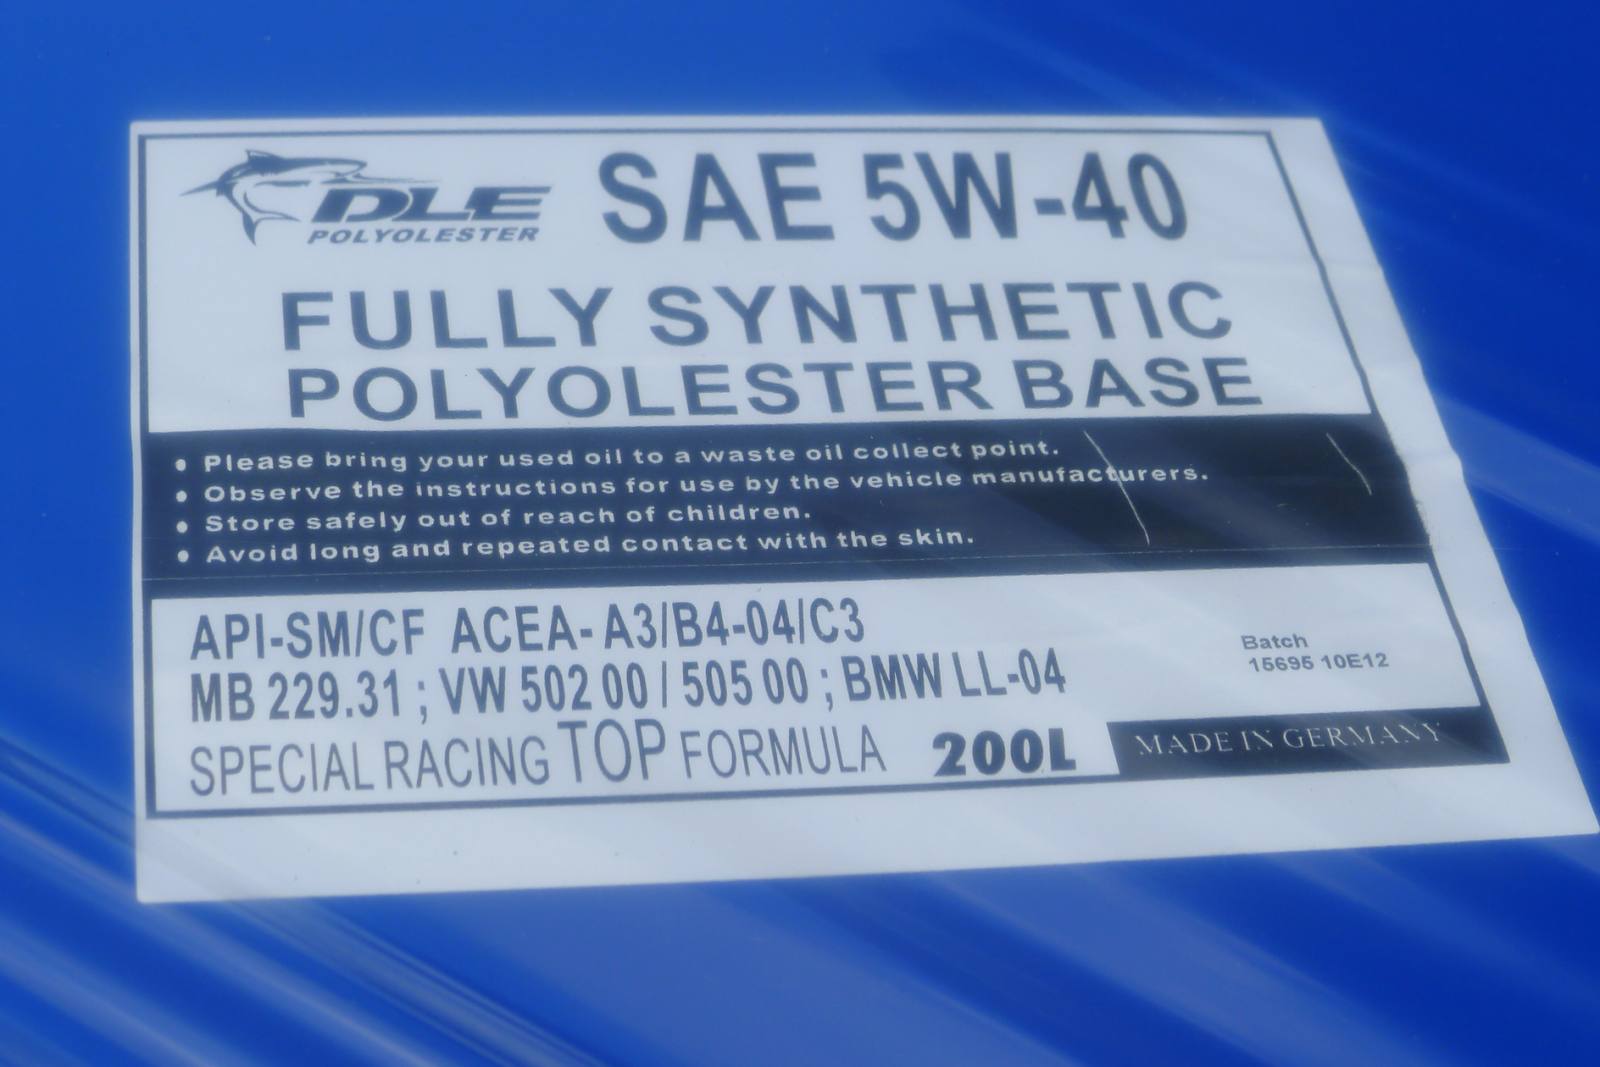 DLE
POLYOLESTER
SAE 5W-40
FULLY SYNTHETIC
POLYOLESTER BASE
• Please bring your used oil to a waste oil collect point.
• Observe the instructions for use by the vehicle manufacturers.
• Store safely out of reach of children.
• Avoid long and repeated contact with the skin.
API-SM/CF ACEA- A3/B4-04/C3
MB 229.31 ; VW 502 00 / 505 00 ; BMW LL-04
SPECIAL RACING TOP FORMULA 200L
Batch
15695 10E12
MADE IN GERMANY